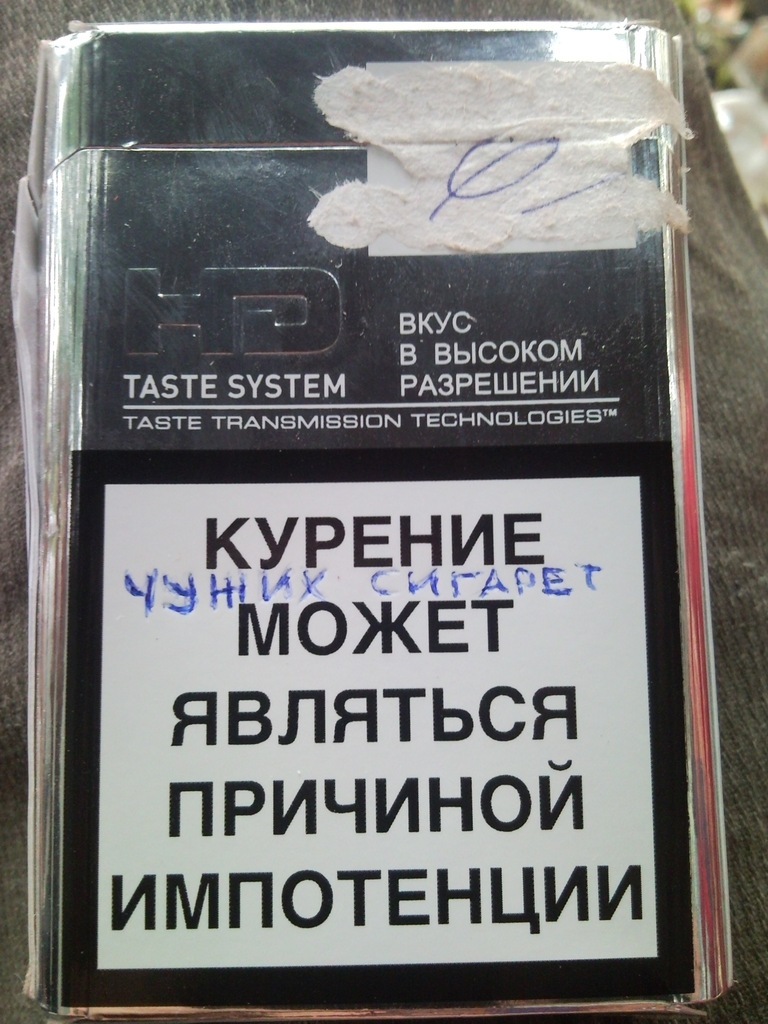 HD
TASTE SYSTEM
ВКУС
В ВЫСОКОМ
РАЗРЕШЕНИИ
TASTE TRANSMISSION TECHNOLOGIES™
КУРЕНИЕ
ЧУЖИХ СИГАРЕТ
МОЖЕТ
ЯВЛЯТЬСЯ
ПРИЧИНОЙ
ИМПОТЕНЦИИ